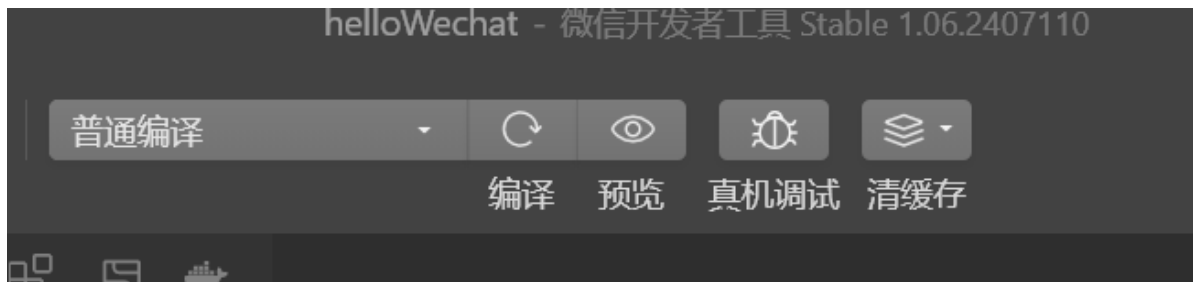 helloWechat - 微信开发者工具 Stable 1.06.2407110
普通编译
编译 预览 真机调试 清缓存